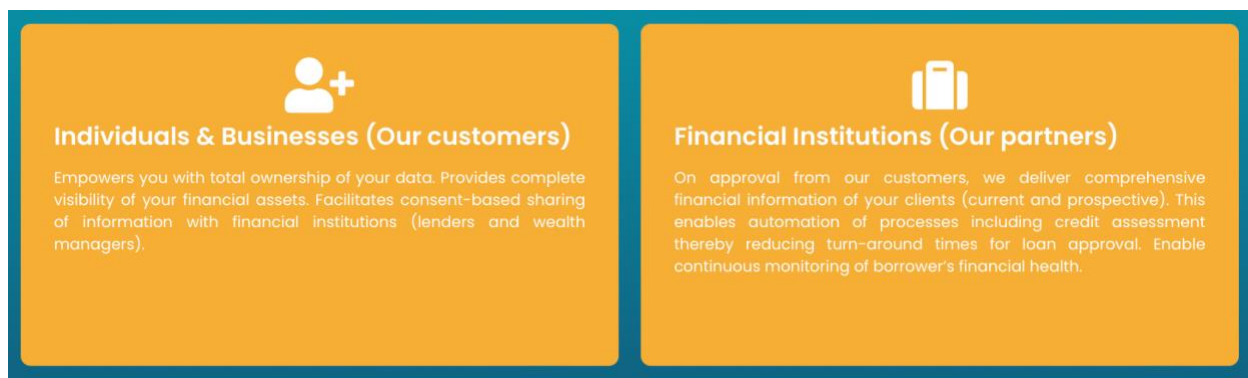 Individuals & Businesses (Our customers)
Empowers you with total ownership of your data. Provides complete
visibility of your financial assets. Facilitates consent-based sharing
of information with financial institutions (lenders and wealth
managers).
Financial Institutions (Our partners)
On approval from our customers, we deliver comprehensive
financial information of your clients (current and prospective). This
enables automation of processes including credit assessment
thereby reducing turn-around times for loan approval. Enable
continuous monitoring of borrower’s financial health.